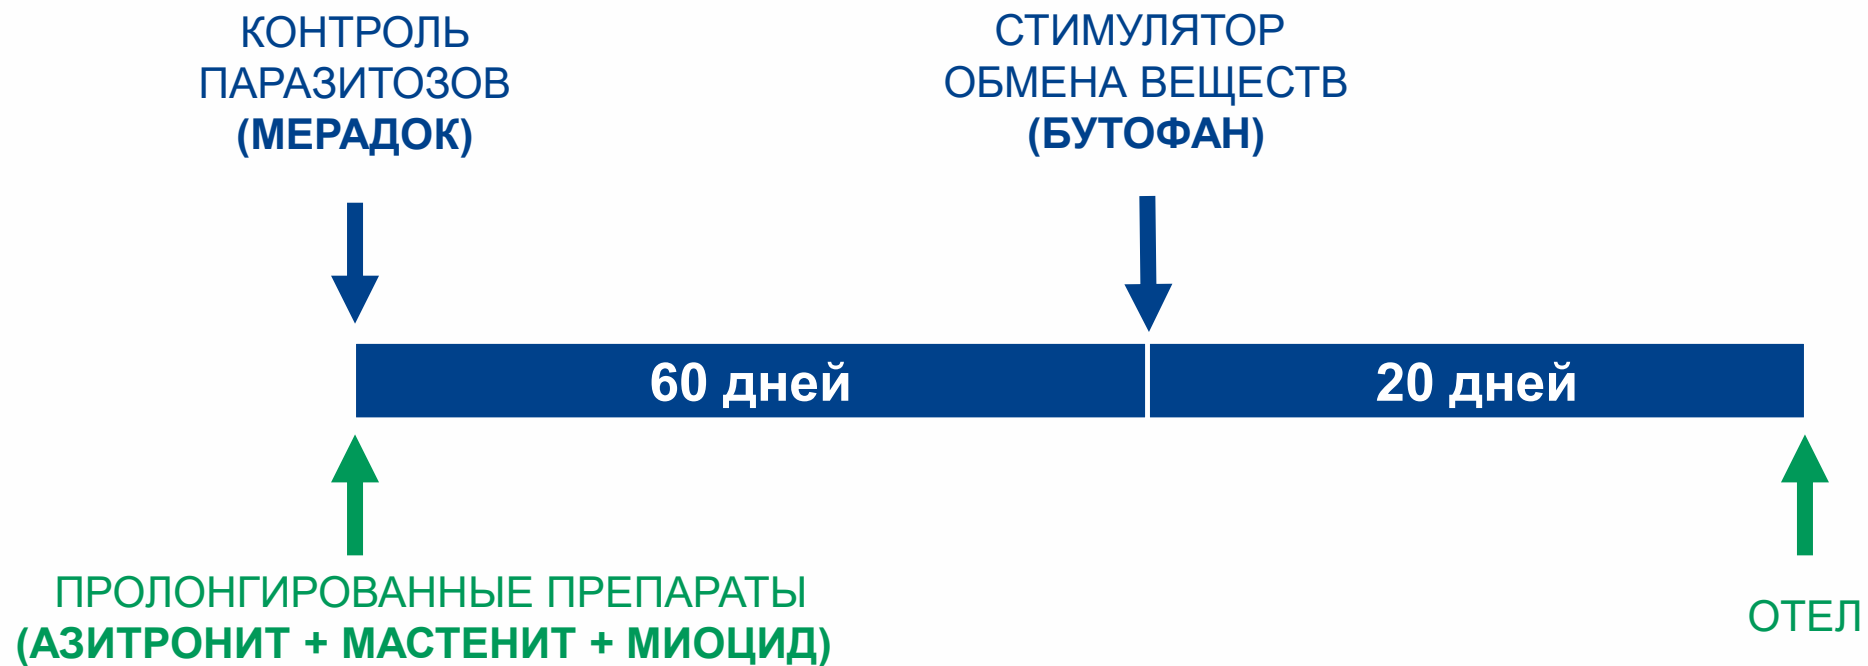 КОНТРОЛЬ
ПАРАЗИТОЗОВ
(МЕРАДОК)
СТИМУЛЯТОР
ОБМЕНА ВЕЩЕСТВ
(БУТОФАН)
60 дней
20 дней
ПРОЛОНГИРОВАННЫЕ ПРЕПАРАТЫ
(АЗИТРОНИТ + МАСТЕНИТ + МИОЦИД)
ОТЕЛ